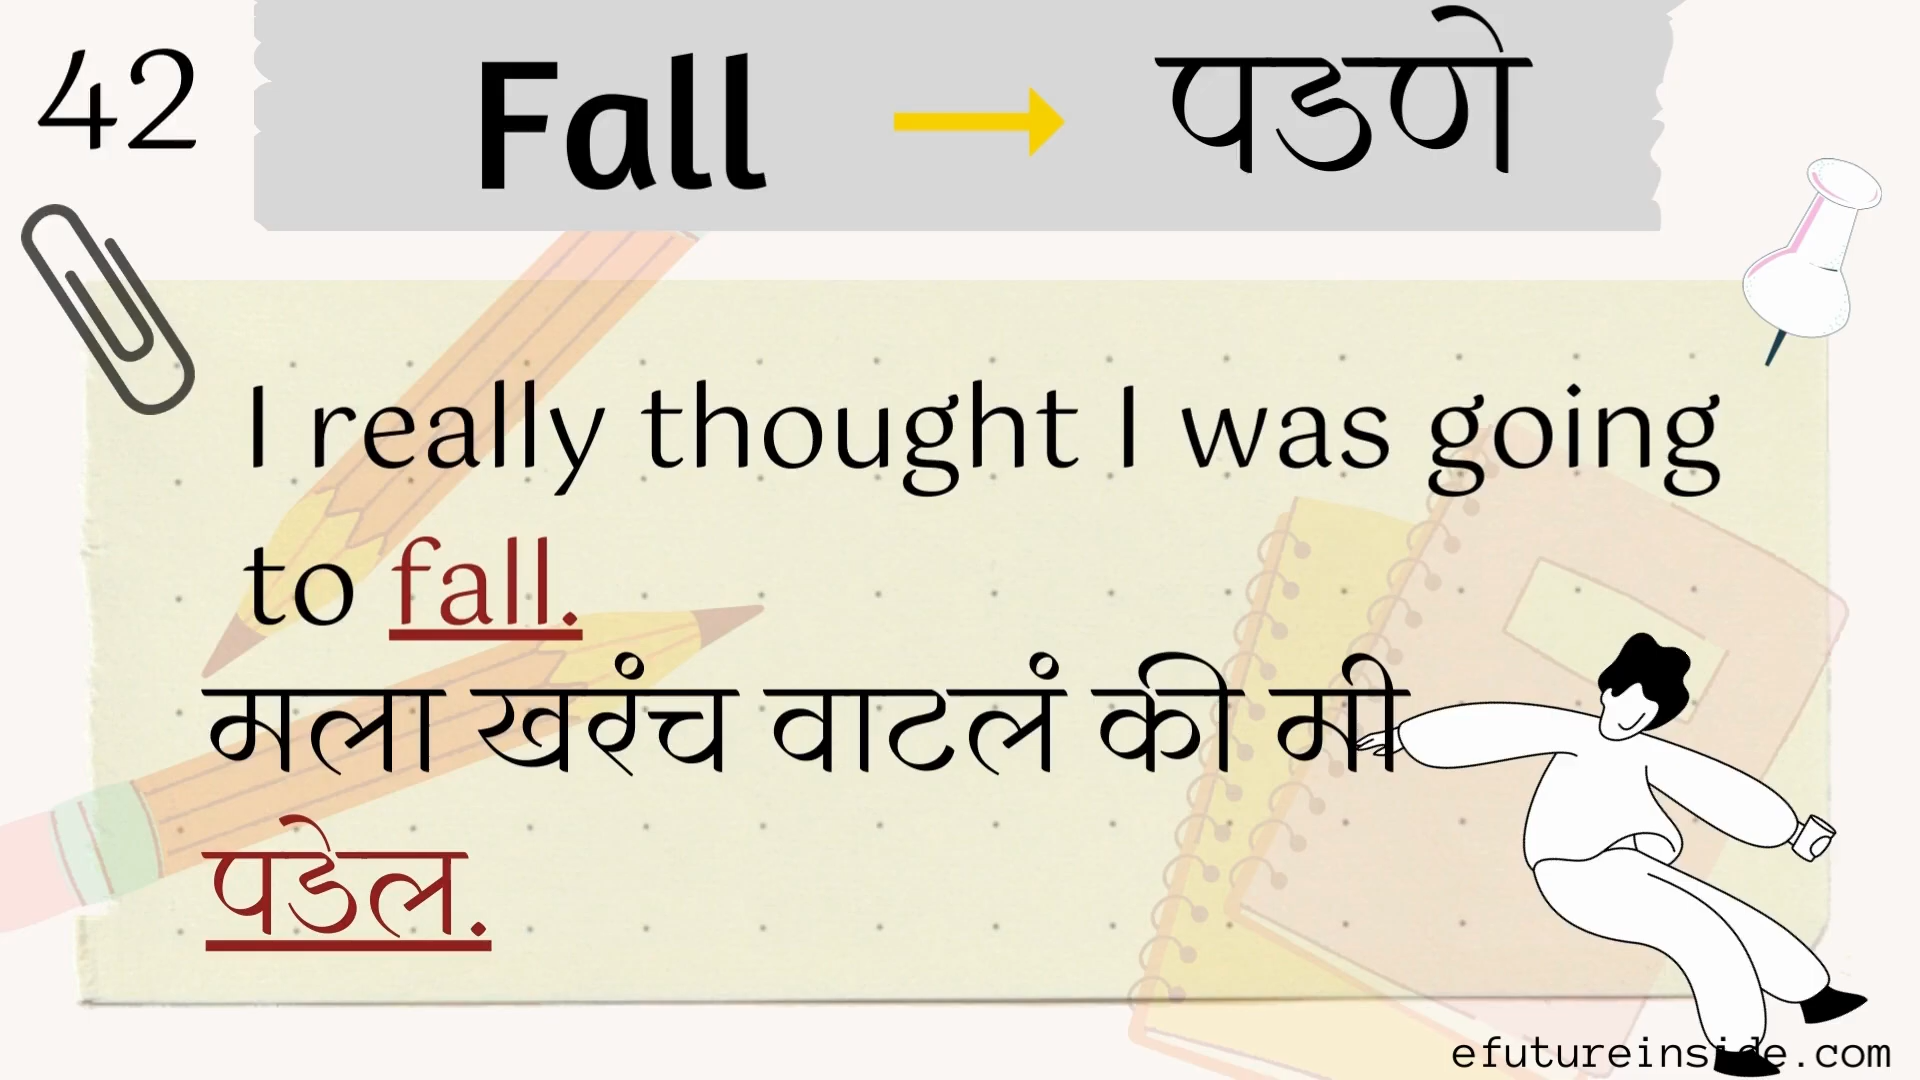 42
Fall → पडणे
I really thought I was going
to fall.
मला खरंच वाटलं की मी
पडेल.
efutureinside.com